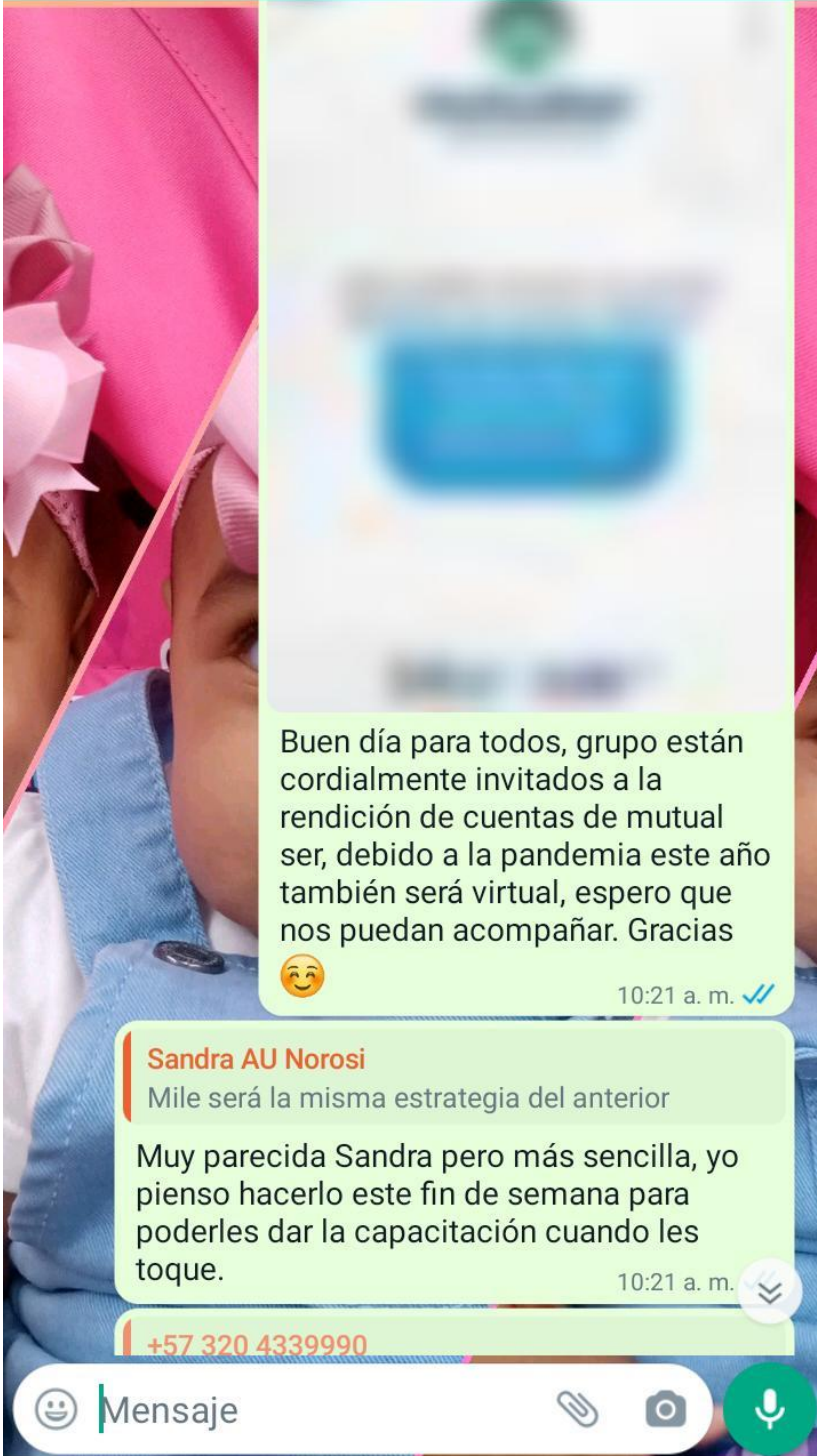 Buen día para todos, grupo están
cordialmente invitados a la
rendición de cuentas de mutual
ser, debido a la pandemia este año
también será virtual, espero que
nos puedan acompañar. Gracias
☺️
10:21 a. m.
Sandra AU Norosi
Mile será la misma estrategia del anterior
Muy parecida Sandra pero más sencilla, yo
pienso hacerlo este fin de semana para
poderles dar la capacitación cuando les
toque.
10:21 a. m.
+57 320 4339990
Mensaje